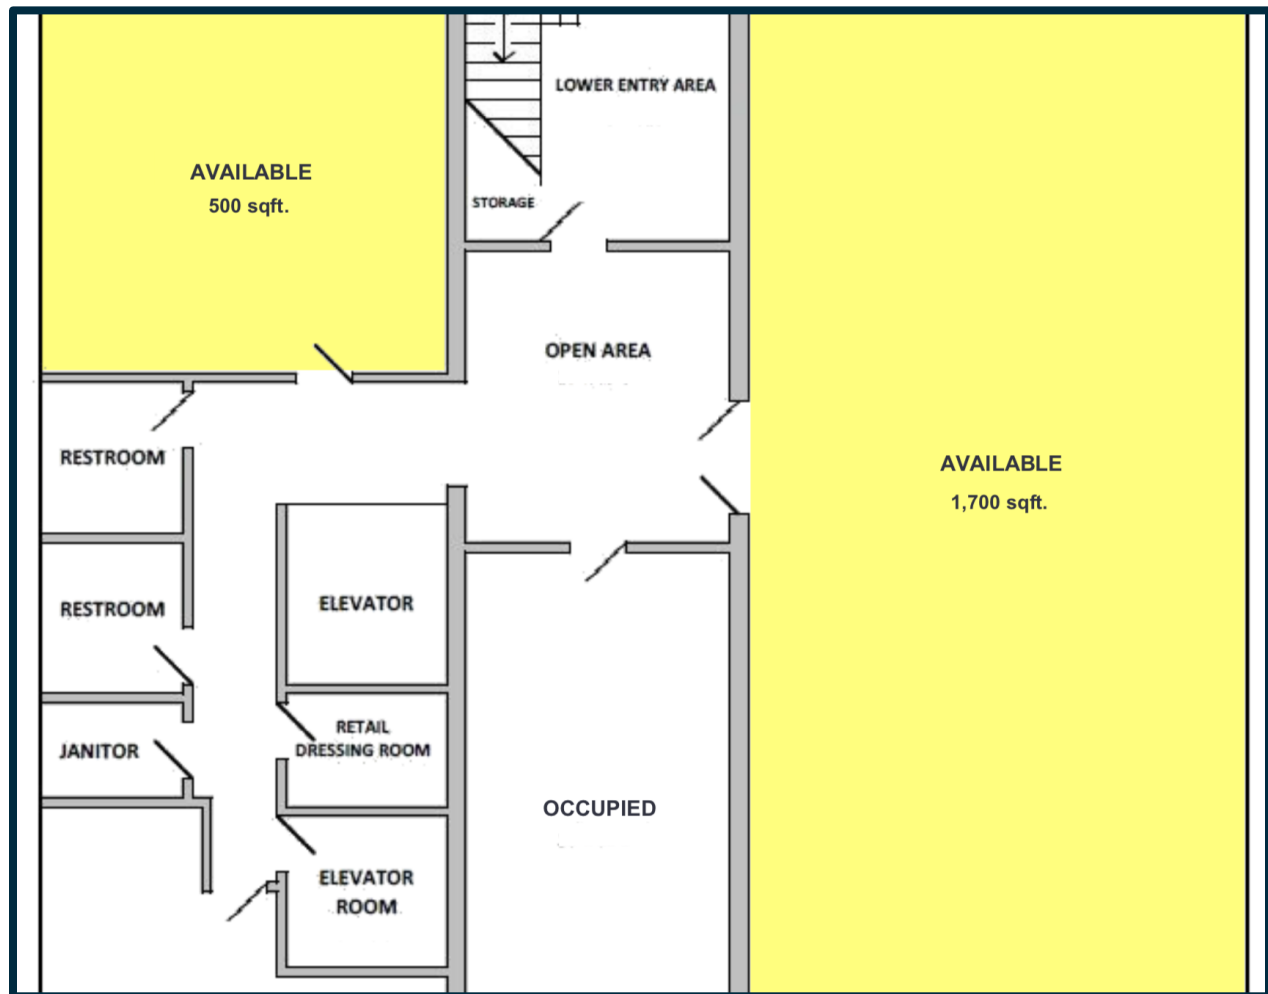 LOWER ENTRY AREA
AVAILABLE
500 sqft.
STORAGE
OPEN AREA
RESTROOM
AVAILABLE
1,700 sqft.
RESTROOM
ELEVATOR
RETAIL
DRESSING ROOM
JANITOR
OCCUPIED
ELEVATOR
ROOM